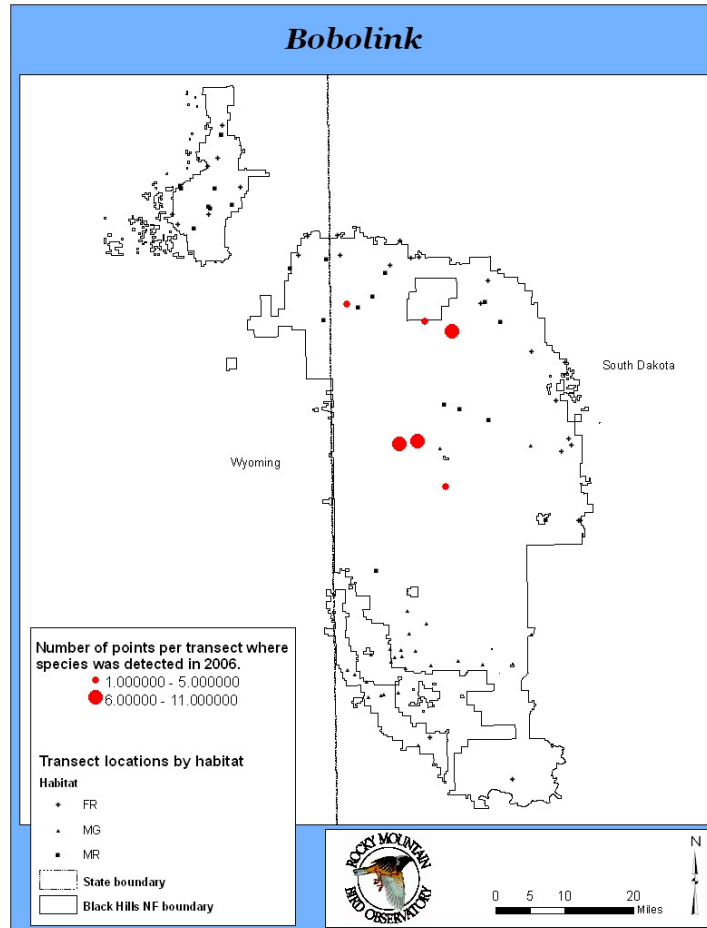 Bobolink
South Dakota
Wyoming
Number of points per transect where
species was detected in 2006.
1.000000 - 5.000000
6.00000 - 11.000000
Transect locations by habitat
Habitat
FR
MG
MR
State boundary
Black Hills NF boundary
ROCKY MOUNTAIN
BIRD OBSERVATORY
N
0 5 10 20
Miles